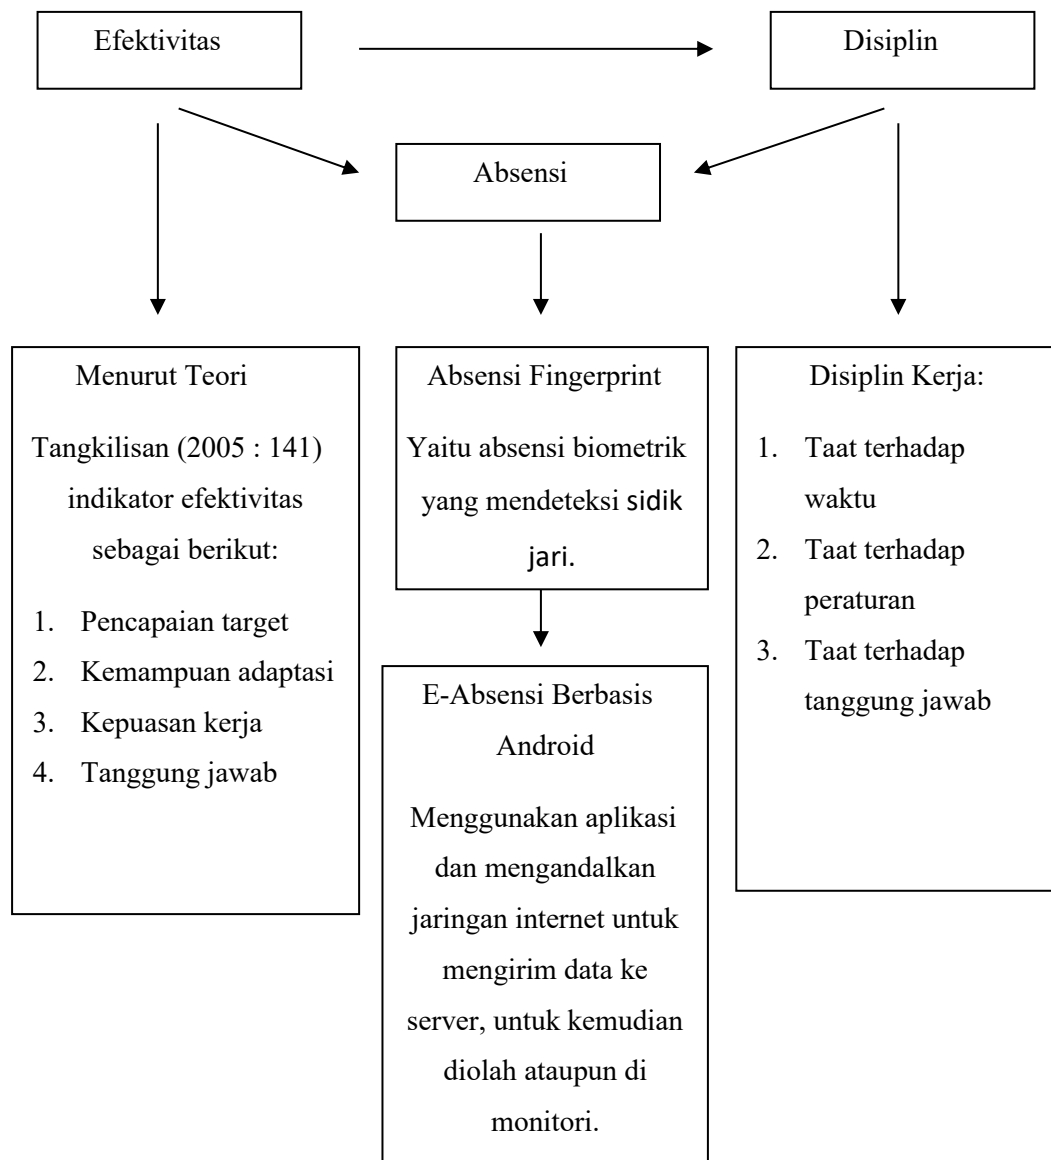 Efektivitas
Disiplin
Absensi
Menurut Teori
Tangkilisan (2005 : 141)
indikator efektivitas
sebagai berikut:
1. Pencapaian target
2. Kemampuan adaptasi
3. Kepuasan kerja
4. Tanggung jawab
Absensi Fingerprint
Yaitu absensi biometrik
yang mendeteksi sidik
jari.
E-Absensi Berbasis
Android
Menggunakan aplikasi
dan mengandalkan
jaringan internet untuk
mengirim data ke
server, untuk kemudian
diolah ataupun di
monitori.
Disiplin Kerja:
1. Taat terhadap
waktu
2. Taat terhadap
peraturan
3. Taat terhadap
tanggung jawab